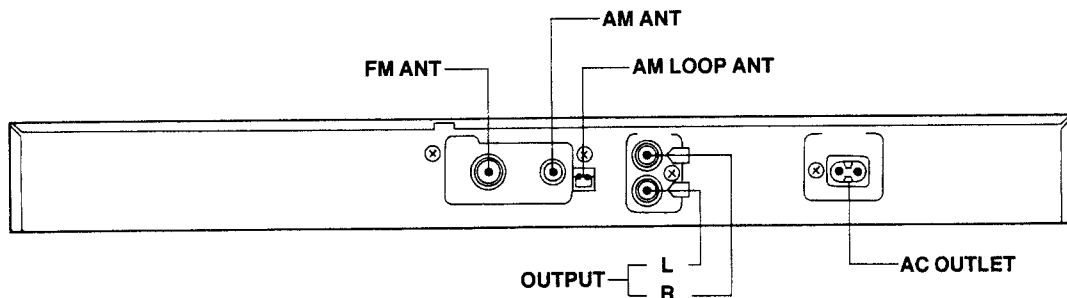 AM ANT
FM ANT
AM LOOP ANT
L
OUTPUT
AC OUTLET
R